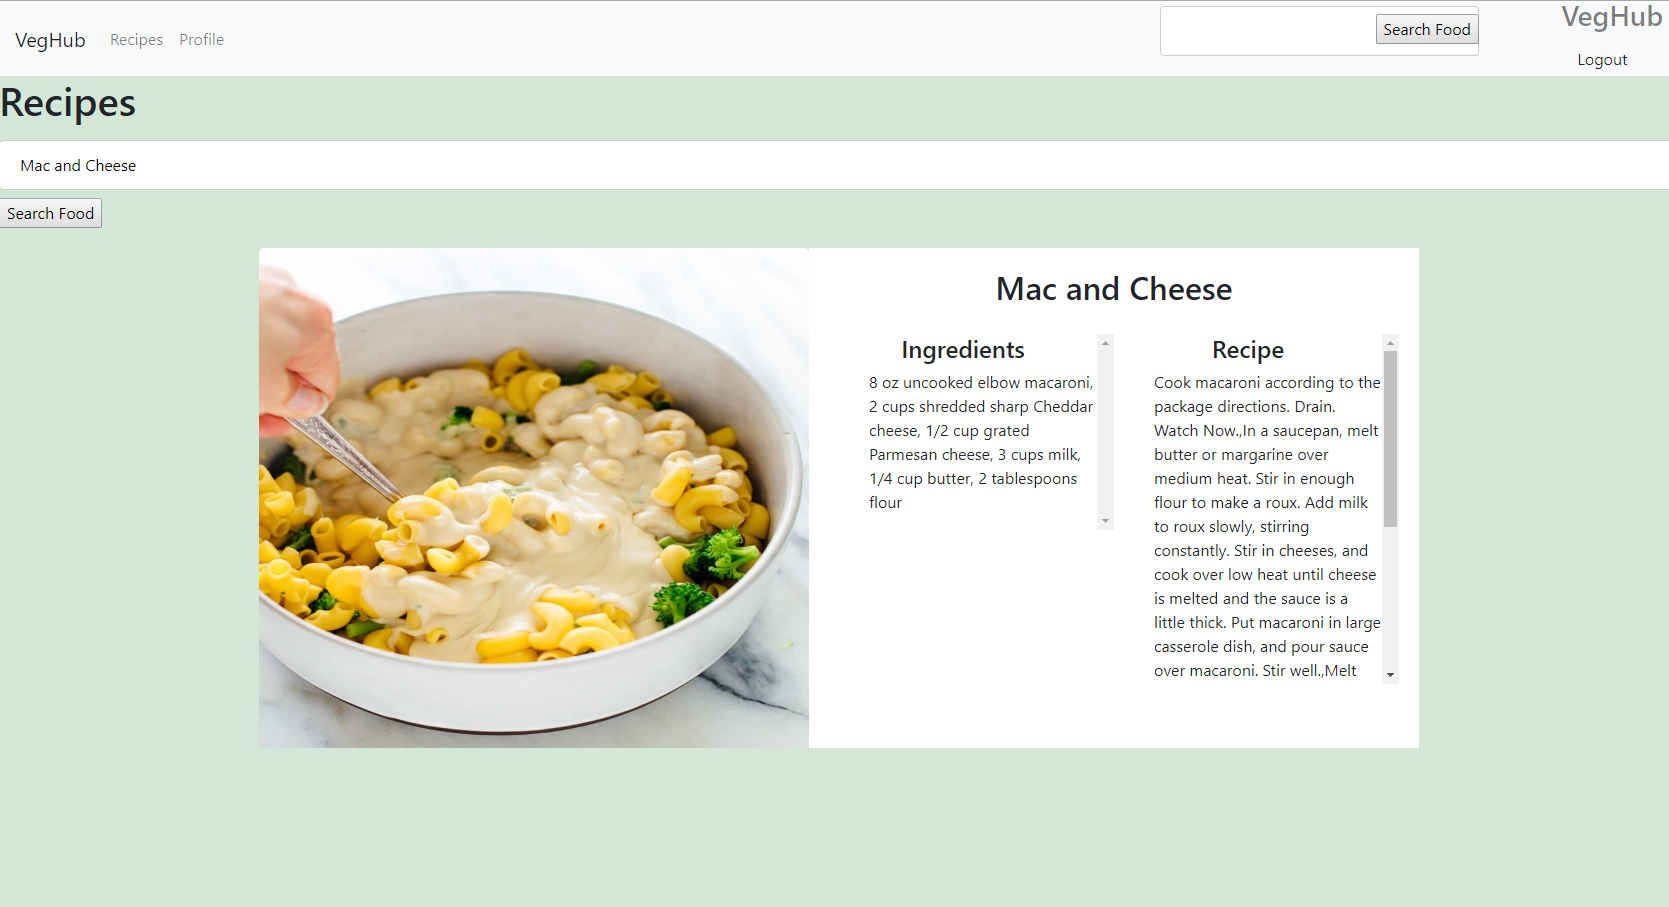 VegHub Recipes Profile Search Food VegHub
Logout
Recipes
Mac and Cheese
Search Food
Mac and Cheese
Ingredients
8 oz uncooked elbow macaroni,
2 cups shredded sharp Cheddar
cheese, 1/2 cup grated
Parmesan cheese, 3 cups milk,
1/4 cup butter, 2 tablespoons
flour
Recipe
Cook macaroni according to the
package directions. Drain.
Watch Now.,In a saucepan, melt
butter or margarine over
medium heat. Stir in enough
flour to make a roux. Add milk
to roux slowly, stirring
constantly. Stir in cheeses, and
cook over low heat until cheese
is melted and the sauce is a
little thick. Put macaroni in large
casserole dish, and pour sauce
over macaroni. Stir well.,Melt